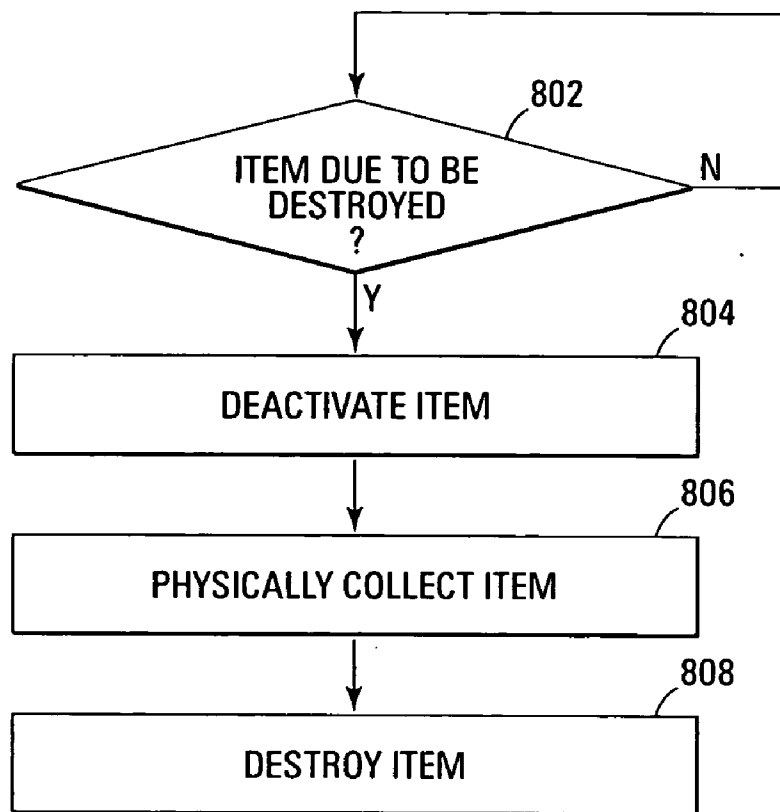 802
ITEM DUE TO BE
DESTROYED
?
N
Y
804
DEACTIVATE ITEM
806
PHYSICALLY COLLECT ITEM
808
DESTROY ITEM